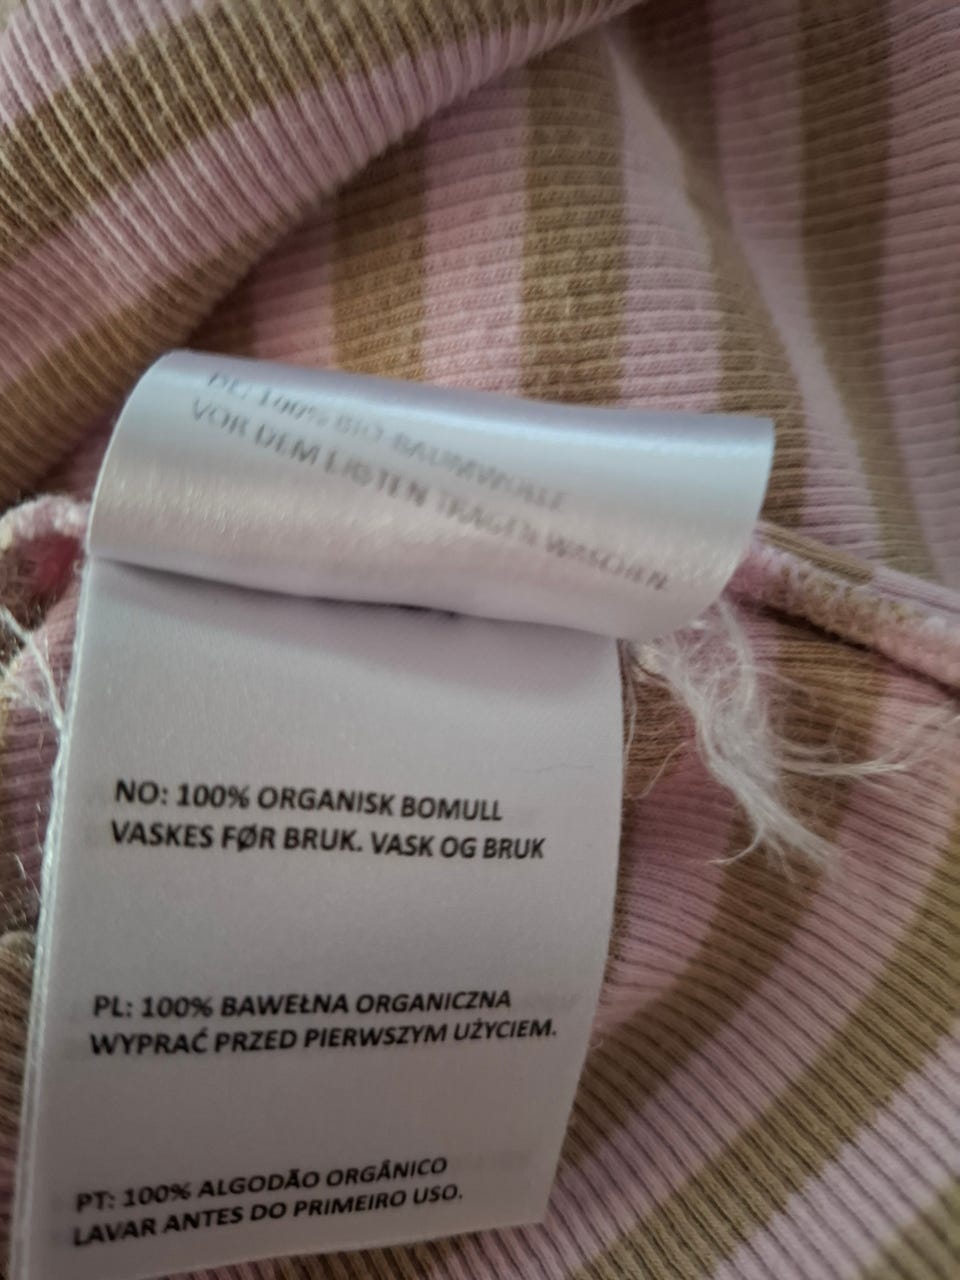 100% BIO-BAUMWOLLE
VOR DEM ERSTEN TRAGEN WASCHEN
NO: 100% ORGANISK BOMULL
VASKES FØR BRUK. VASK OG BRUK
PL: 100% BAWEŁNA ORGANICZNA
WYPRAĆ PRZED PIERWSZYM UŻYCIEM.
PT: 100% ALGODÃO ORGÂNICO
LAVAR ANTES DO PRIMEIRO USO.